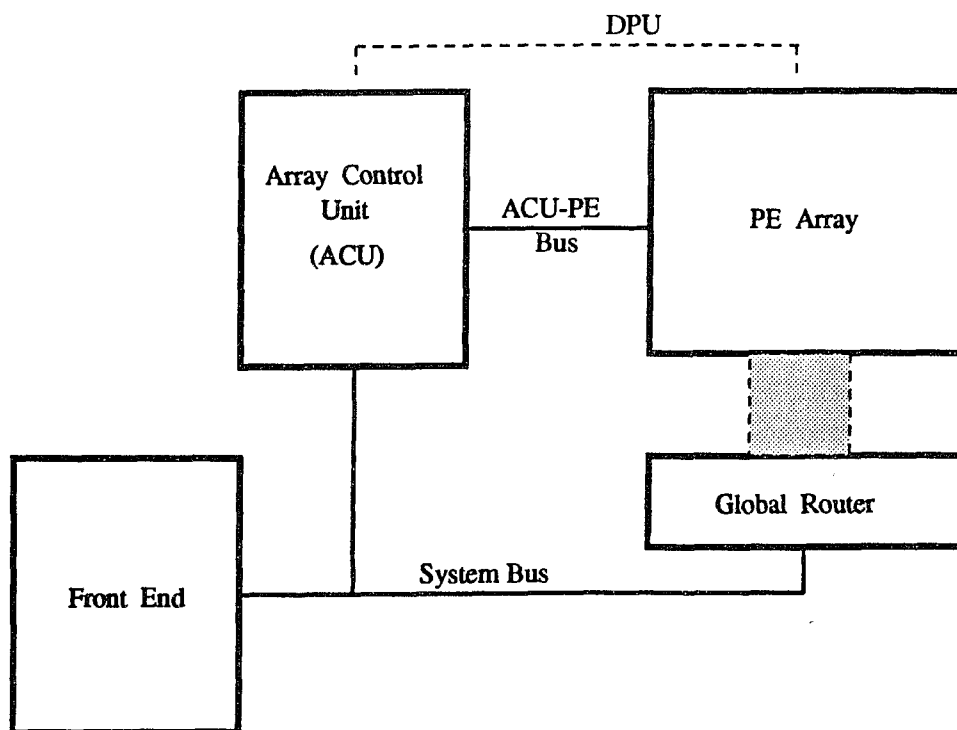 DPU
Array Control
Unit
(ACU)
ACU-PE
Bus
PE Array
Global Router
System Bus
Front End